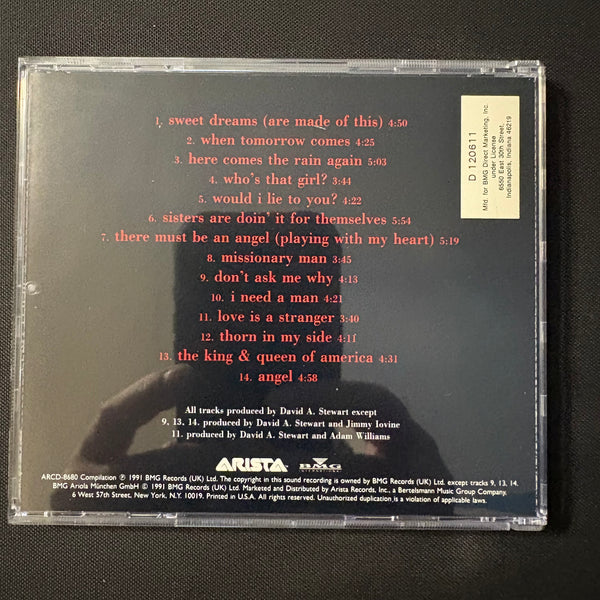 1. sweet dreams (are made of this) 4:50
2. when tomorrow comes 4:25
3. here comes the rain again 5:03
4. who's that girl? 3:44
5. would i lie to you? 4:22
6. sisters are doin' it for themselves 5:54
7. there must be an angel (playing with my heart) 5:19
8. missionary man 3:45
9. don't ask me why 4:13
10. i need a man 4:21
11. love is a stranger 3:40
12. thorn in my side 4:11
13. the king & queen of america 4:31
14. angel 4:58
All tracks produced by David A. Stewart except
9, 13, 14. produced by David A. Stewart and Jimmy Iovine
11. produced by David A. Stewart and Adam Williams
ARISTA BMG
INTERNATIONAL
ARCD-8680 Compilation ℗ 1991 BMG Records (UK) Ltd. The copyright in this sound recording is owned by BMG Records (UK) Ltd. except tracks 9, 13, 14.
BMG Ariola München GmbH © 1991 BMG Records (UK) Ltd. Marketed and Distributed by Arista Records, Inc., a Bertelsmann Music Group Company,
6 West 57th Street, New York, N.Y. 10019. Printed in U.S.A. All rights reserved. Unauthorized duplication is a violation of applicable laws.
D 120611
Mfd. for BMG Direct Marketing, Inc.
under License
6550 East 30th Street,
Indianapolis, Indiana 46219